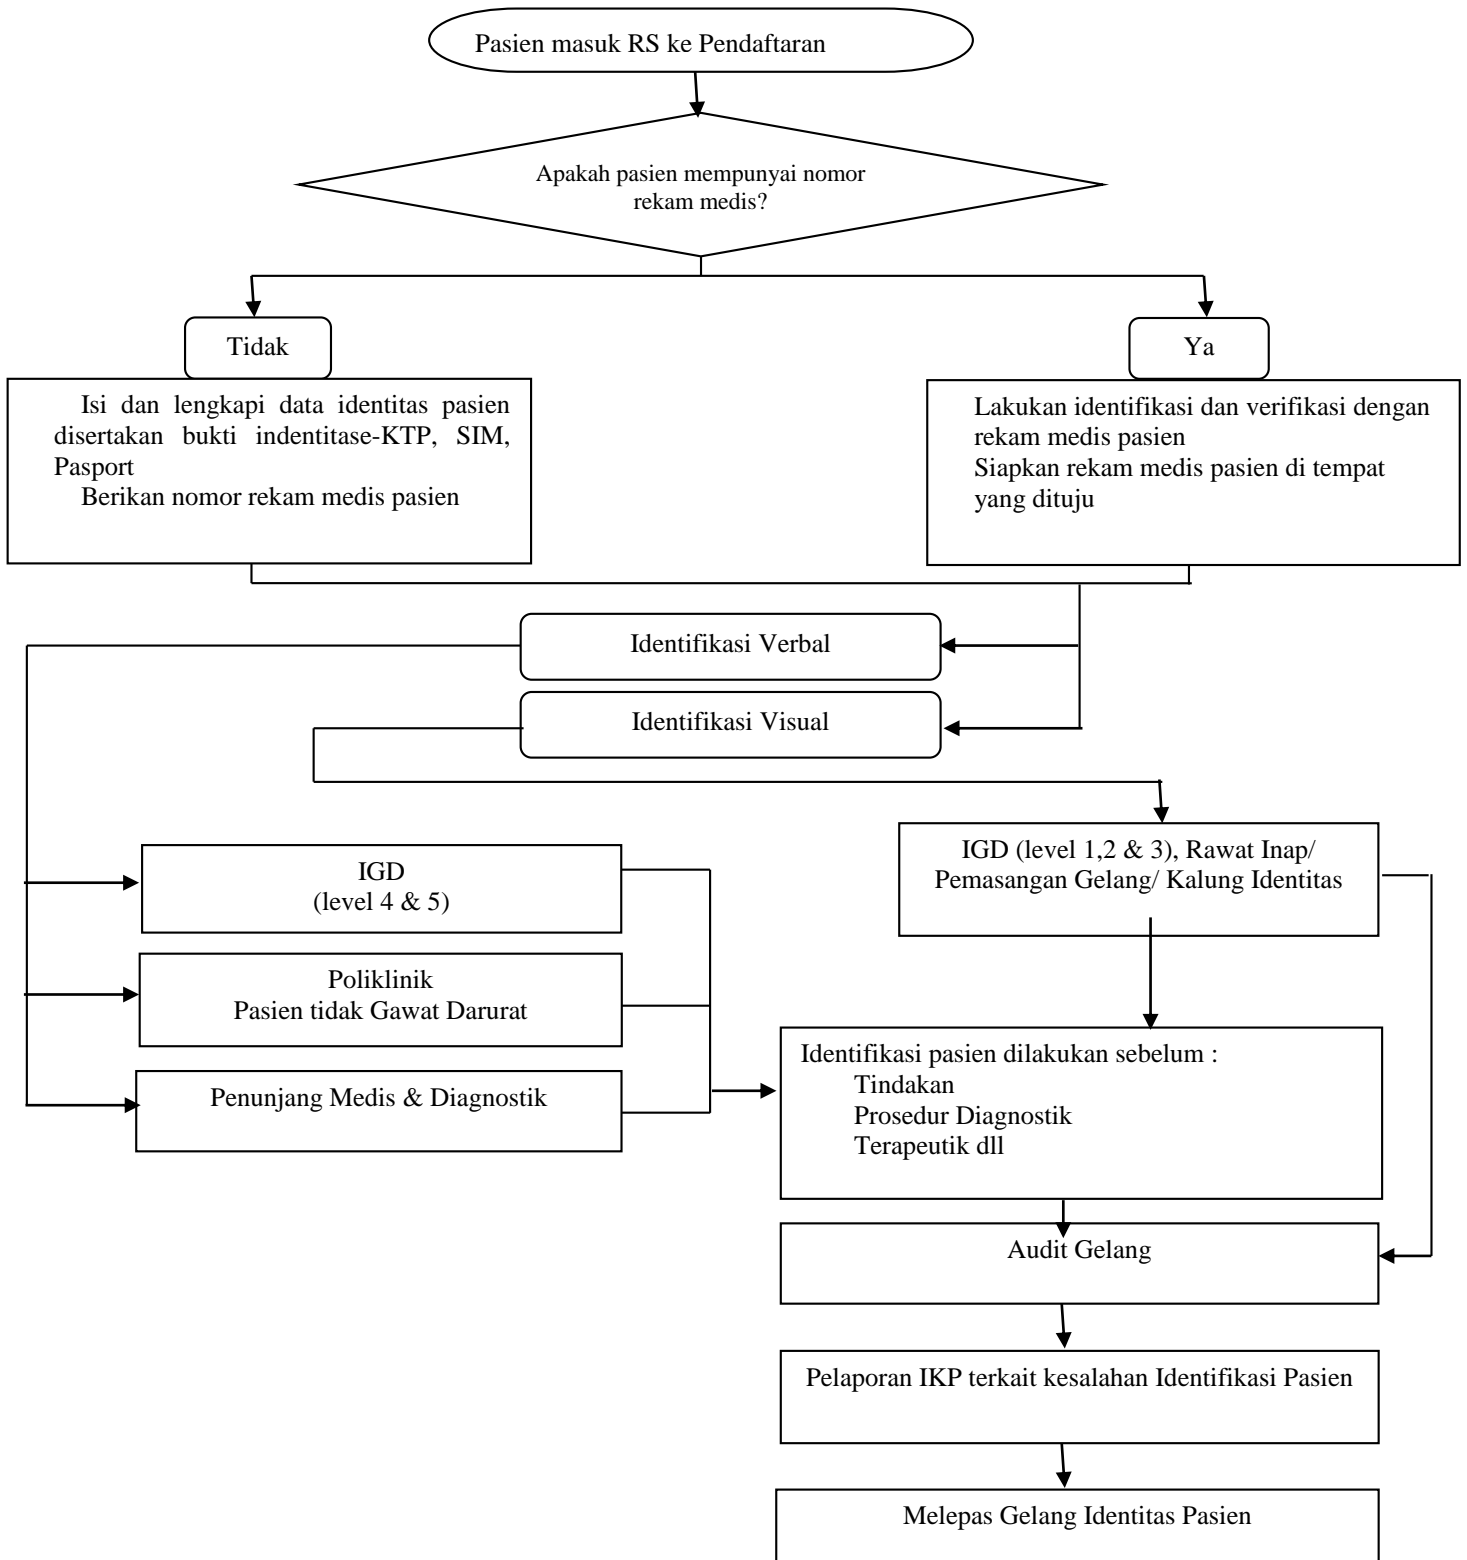 Pasien masuk RS ke Pendaftaran
Apakah pasien mempunyai nomor
rekam medis?
Tidak
Ya
Isi dan lengkapi data identitas pasien
disertakan bukti indentitase-KTP, SIM,
Pasport
Berikan nomor rekam medis pasien
Lakukan identifikasi dan verifikasi dengan
rekam medis pasien
Siapkan rekam medis pasien di tempat
yang dituju
Identifikasi Verbal
Identifikasi Visual
IGD (level 1,2 & 3), Rawat Inap/
Pemasangan Gelang/ Kalung Identitas
IGD
(level 4 & 5)
Poliklinik
Pasien tidak Gawat Darurat
Penunjang Medis & Diagnostik
Identifikasi pasien dilakukan sebelum :
Tindakan
Prosedur Diagnostik
Terapeutik dll
Audit Gelang
Pelaporan IKP terkait kesalahan Identifikasi Pasien
Melepas Gelang Identitas Pasien